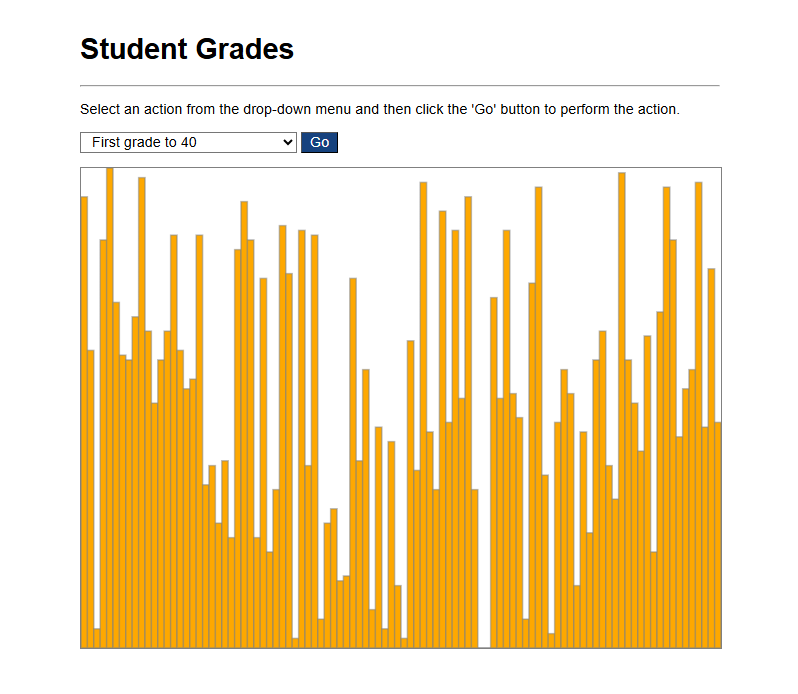 Student Grades
Select an action from the drop-down menu and then click the 'Go' button to perform the action.
First grade to 40 Go